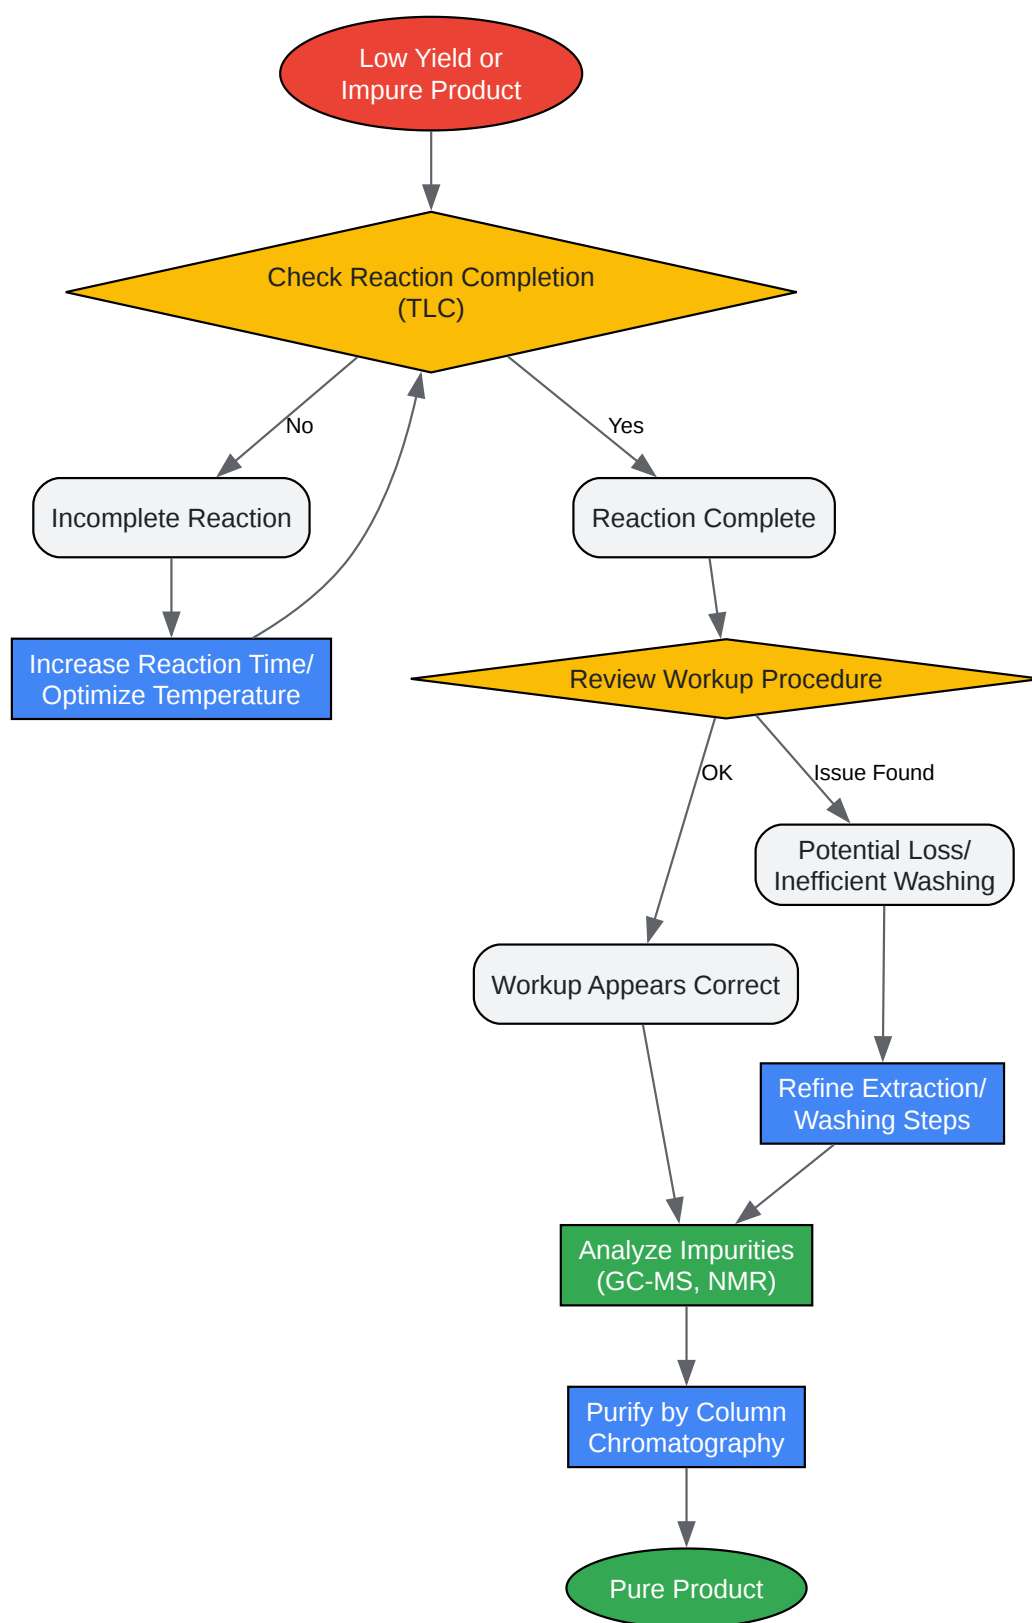 Low Yield or
Impure Product
Check Reaction Completion
(TLC)
No
Yes
Incomplete Reaction
Reaction Complete
Increase Reaction Time/
Optimize Temperature
Review Workup Procedure
OK
Issue Found
Potential Loss/
Inefficient Washing
Workup Appears Correct
Refine Extraction/
Washing Steps
Analyze Impurities
(GC-MS, NMR)
Purify by Column
Chromatography
Pure Product